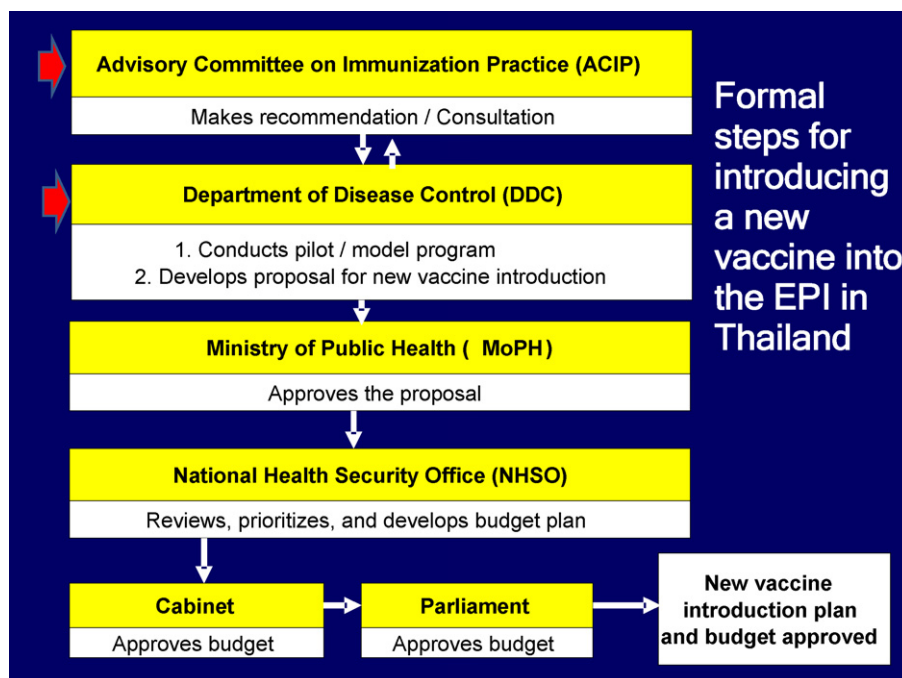 Advisory Committee on Immunization Practice (ACIP)
Makes recommendation / Consultation
Department of Disease Control (DDC)
1. Conducts pilot / model program
2. Develops proposal for new vaccine introduction
Ministry of Public Health ( MoPH)
Approves the proposal
National Health Security Office (NHSO)
Reviews, prioritizes, and develops budget plan
Cabinet
Approves budget
Parliament
Approves budget
New vaccine
introduction plan
and budget approved
Formal
steps for
introducing
a new
vaccine into
the EPI in
Thailand